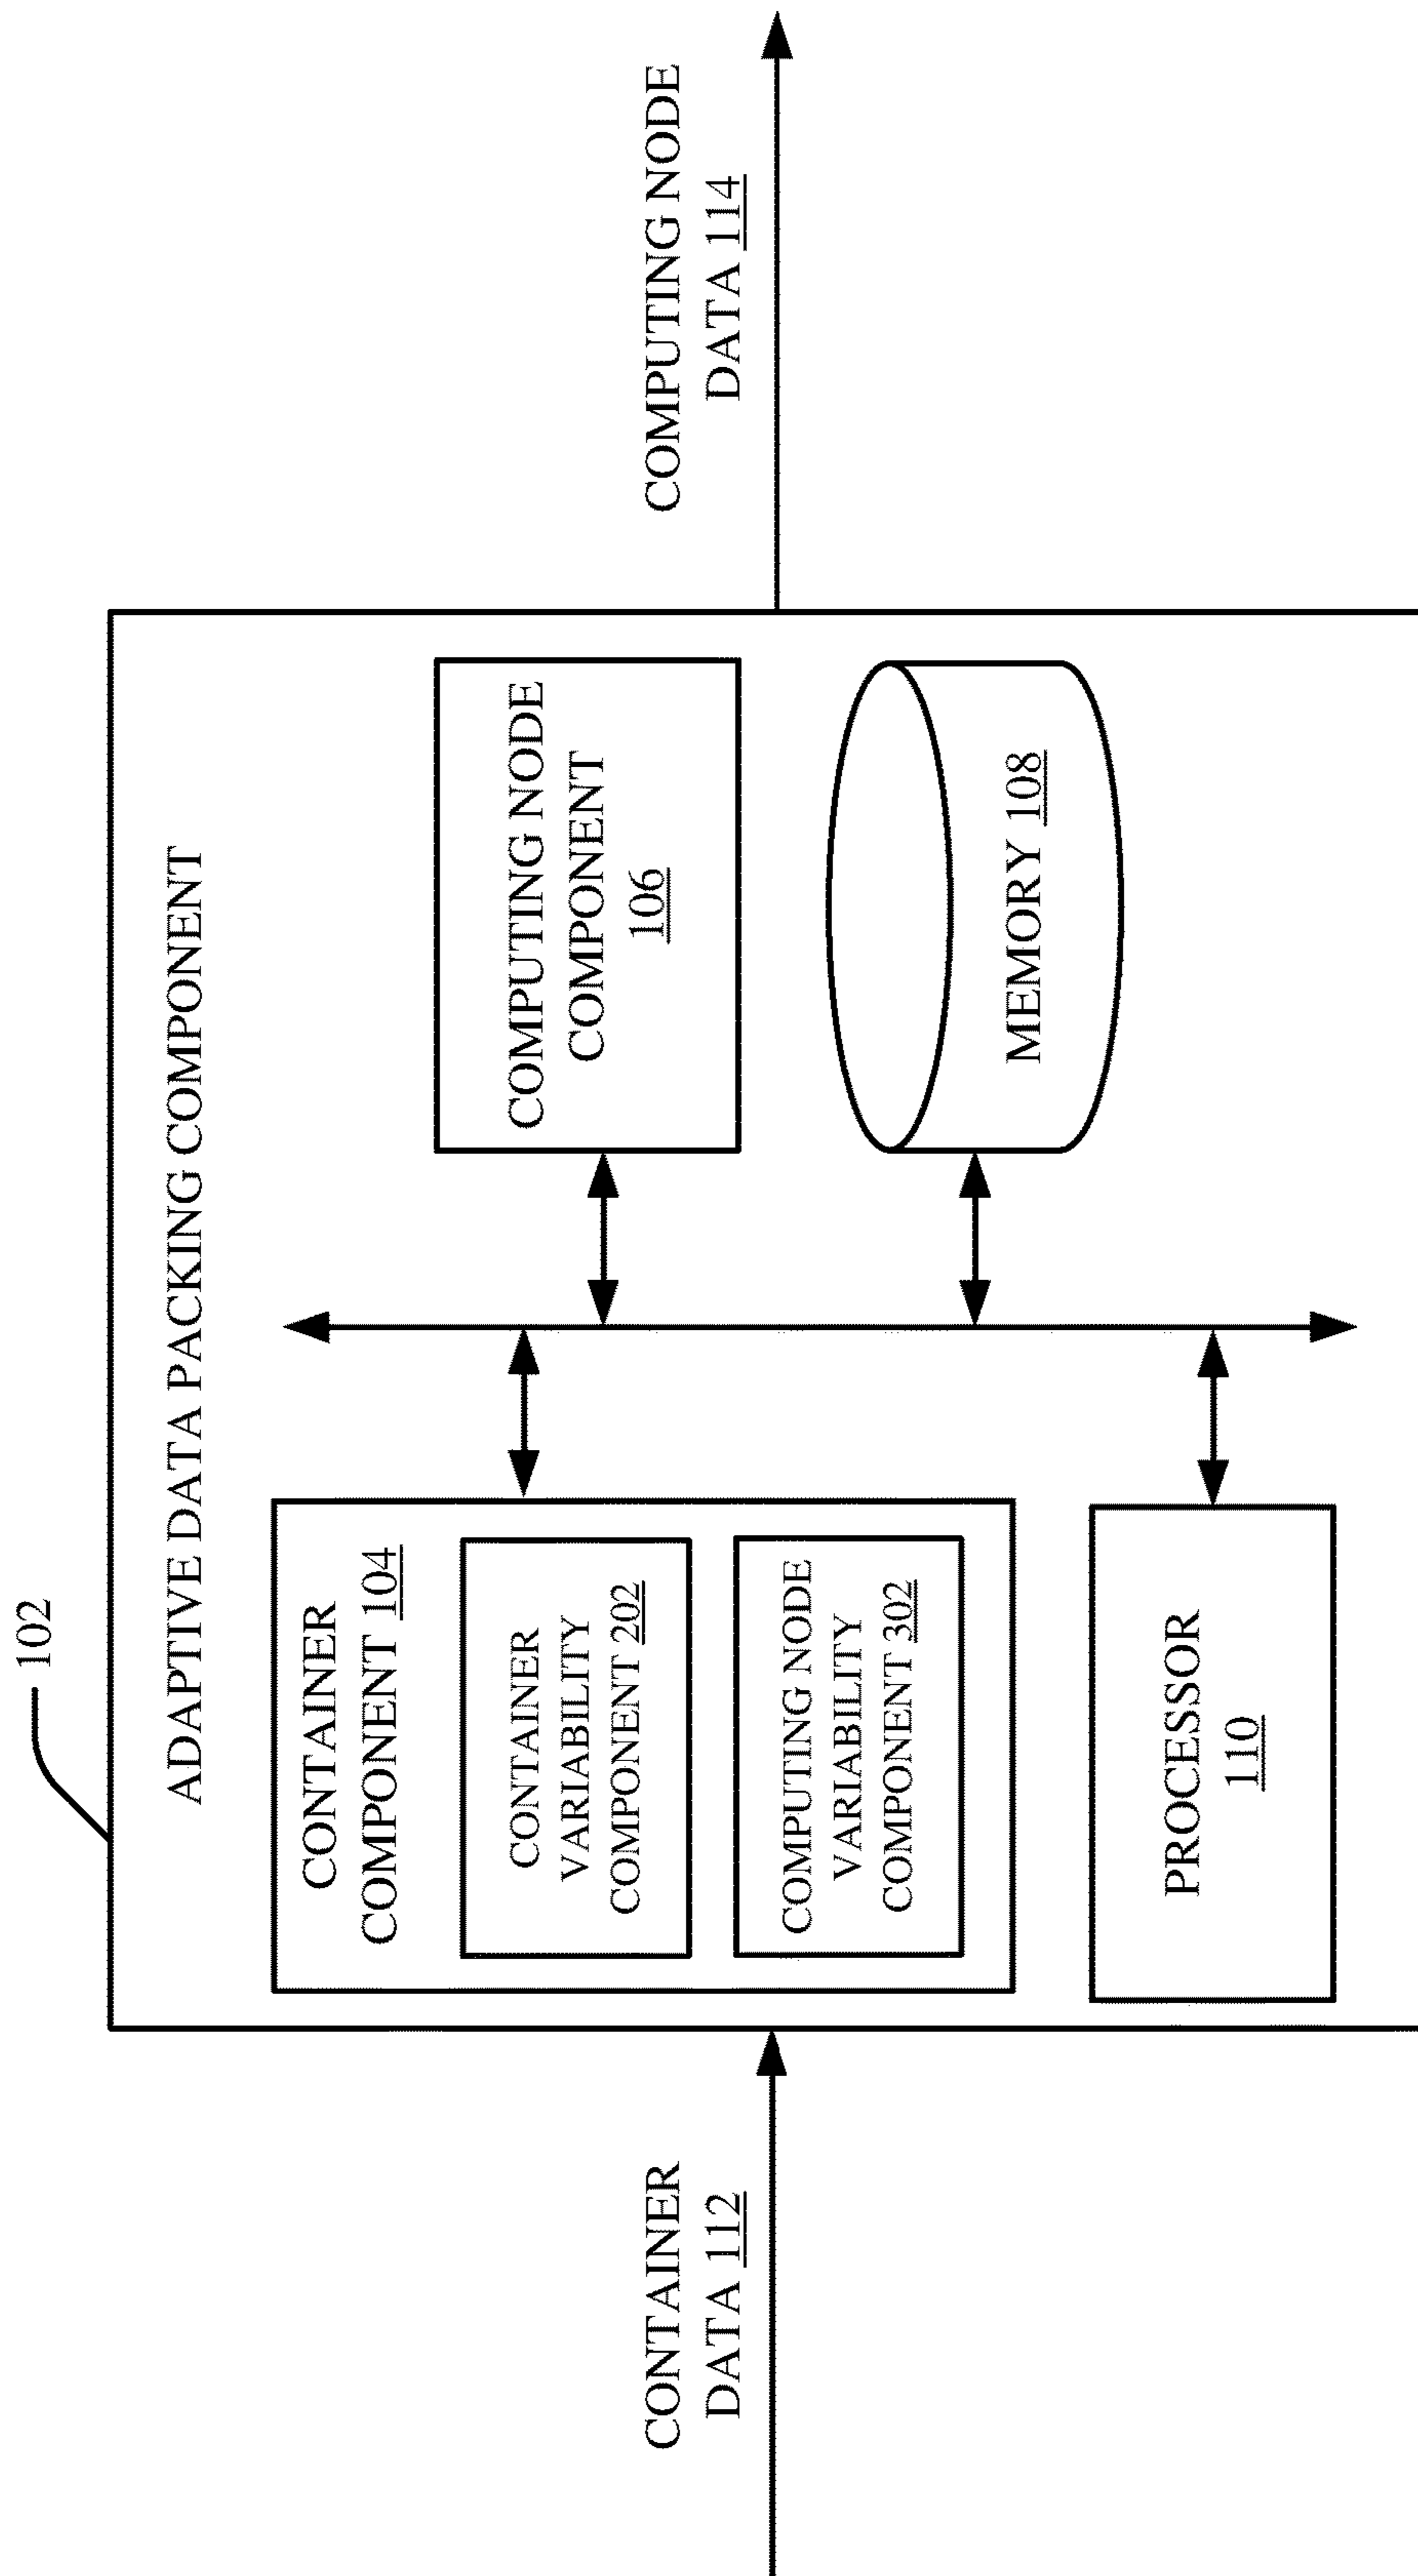 102
ADAPTIVE DATA PACKING COMPONENT
CONTAINER
DATA 112
CONTAINER
COMPONENT 104
CONTAINER
VARIABILITY
COMPONENT 202
COMPUTING NODE
VARIABILITY
COMPONENT 302
PROCESSOR
110
COMPUTING NODE
COMPONENT
106
MEMORY 108
COMPUTING NODE
DATA 114